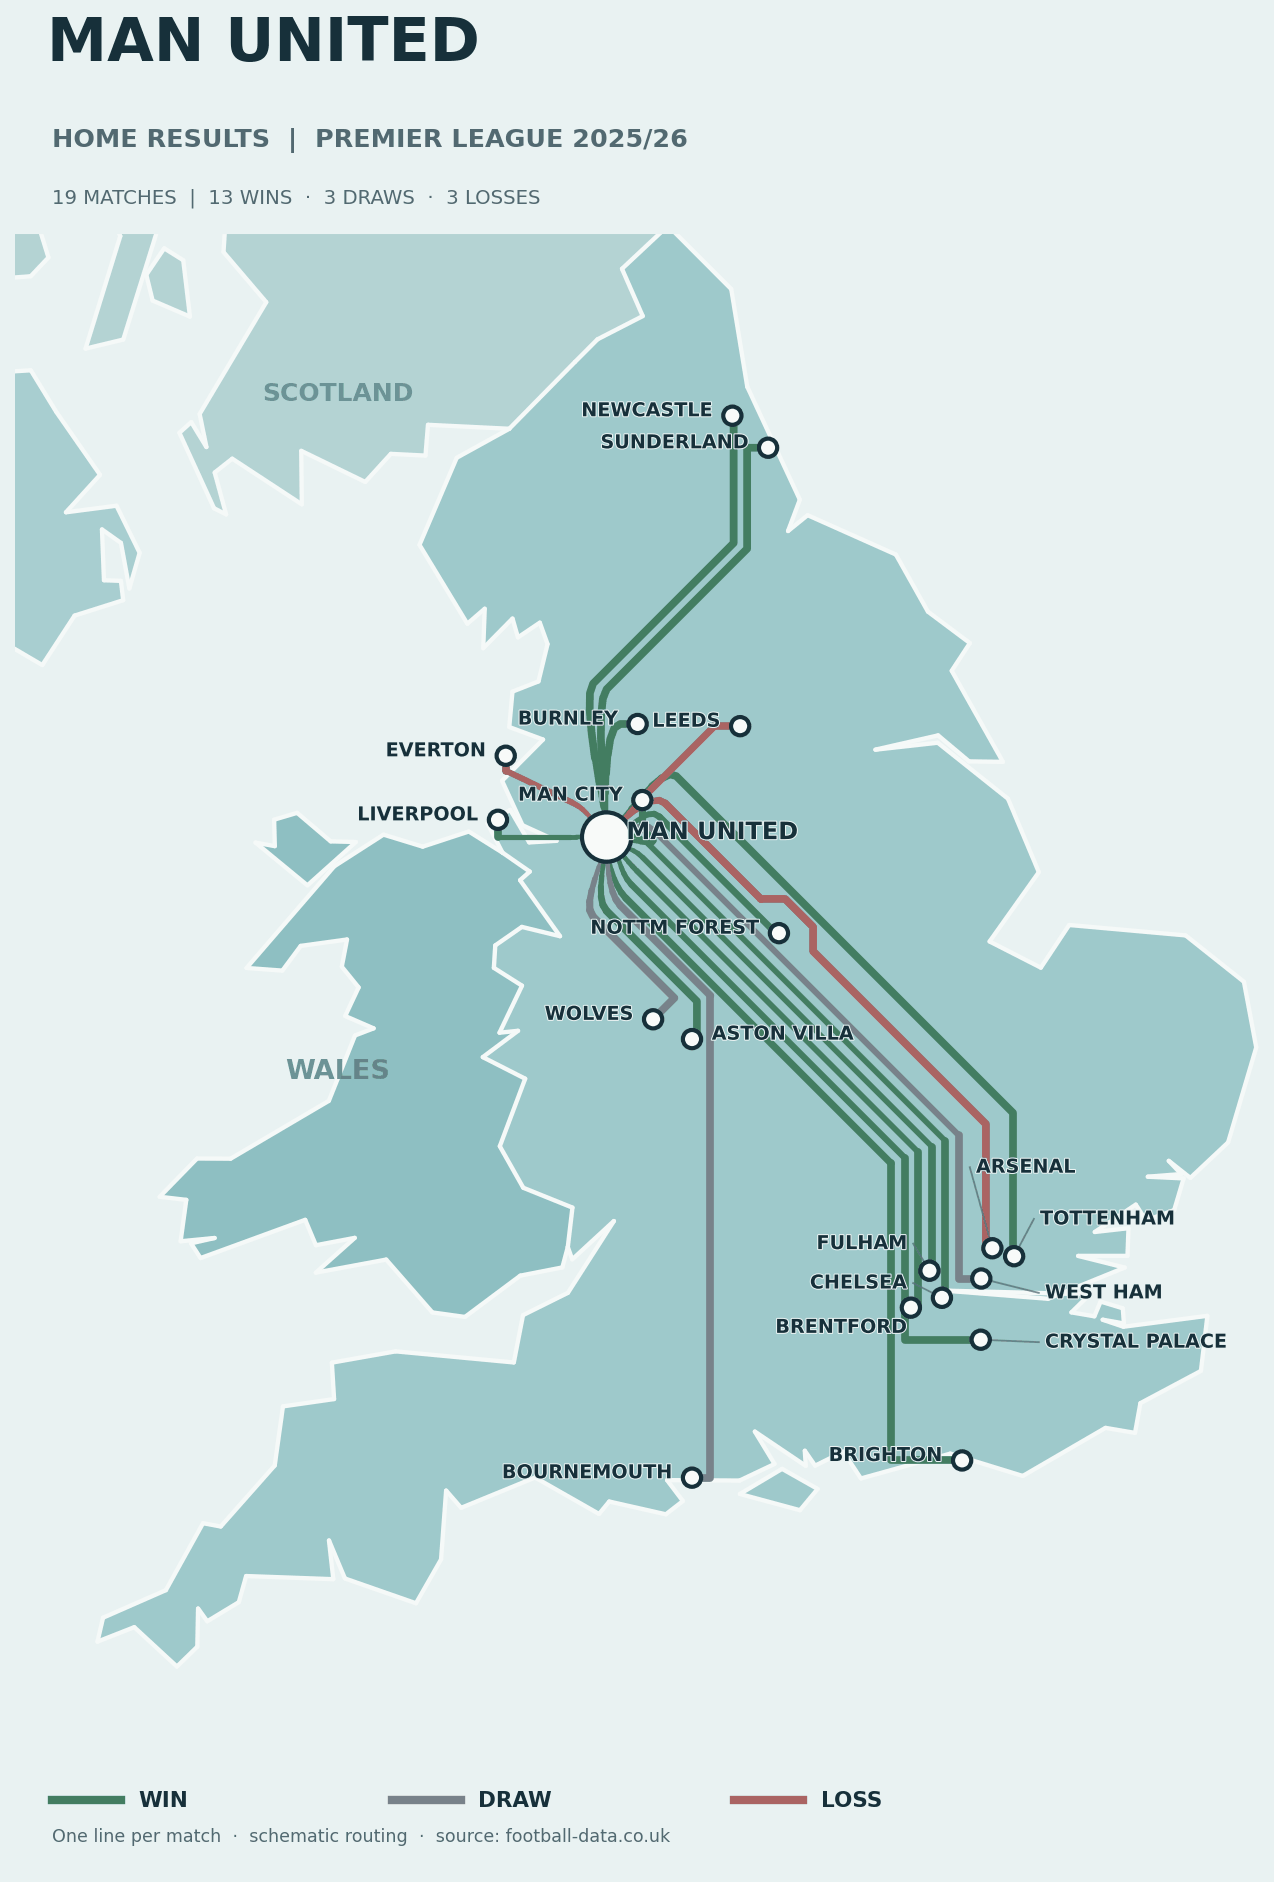 MAN UNITED
HOME RESULTS | PREMIER LEAGUE 2025/26
19 MATCHES | 13 WINS · 3 DRAWS · 3 LOSSES
SCOTLAND
NEWCASTLE
SUNDERLAND
BURNLEY
LEEDS
EVERTON
MAN CITY
LIVERPOOL
MAN UNITED
NOTTM FOREST
WOLVES
ASTON VILLA
WALES
ARSENAL
TOTTENHAM
FULHAM
CHELSEA
WEST HAM
BRENTFORD
CRYSTAL PALACE
BRIGHTON
BOURNEMOUTH
WIN
DRAW
LOSS
One line per match · schematic routing · source: football-data.co.uk